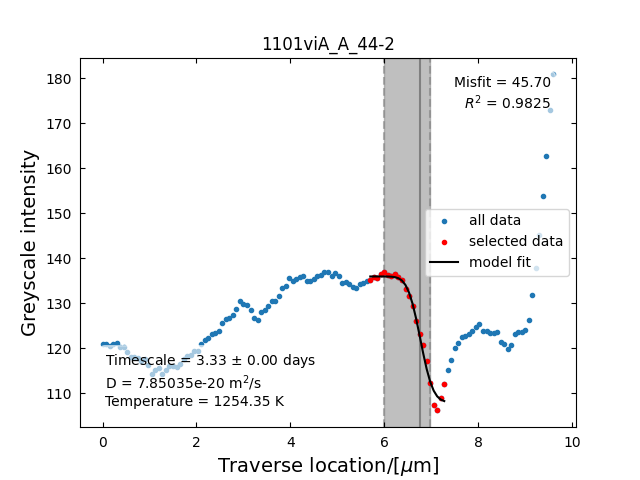 1101viA_A_44-2
Misfit = 45.70
R² = 0.9825
all data
selected data
model fit
Timescale = 3.33 ± 0.00 days
D = 7.85035e-20 m²/s
Temperature = 1254.35 K
Greyscale intensity
180
170
160
150
140
130
120
110
0 2 4 6 8 10
Traverse location/[μm]